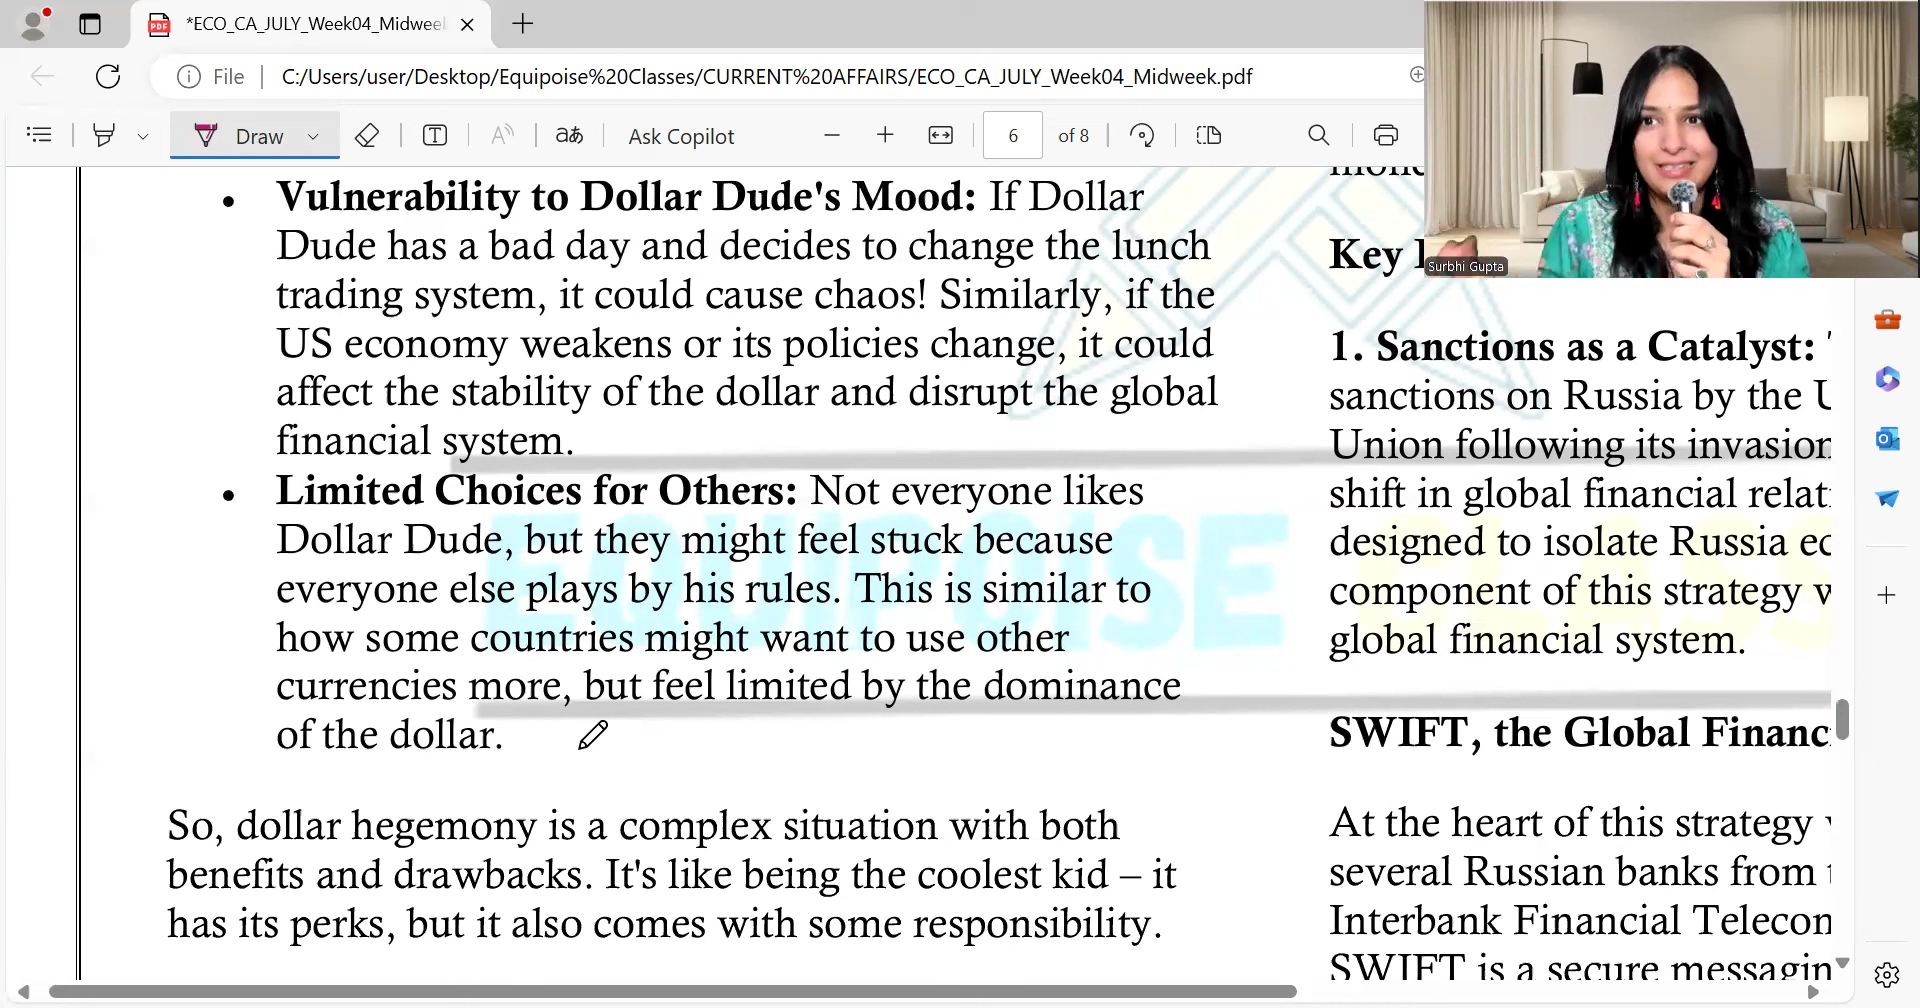 *ECO_CA_JULY_Week04_Midweek
File
C:/Users/user/Desktop/Equipoise%20Classes/CURRENT%20AFFAIRS/ECO_CA_JULY_Week04_Midweek.pdf
Draw
Ask Copilot
6
of 8
Surbhi Gupta
• Vulnerability to Dollar Dude's Mood: If Dollar
Dude has a bad day and decides to change the lunch
trading system, it could cause chaos! Similarly, if the
US economy weakens or its policies change, it could
affect the stability of the dollar and disrupt the global
financial system.
• Limited Choices for Others: Not everyone likes
Dollar Dude, but they might feel stuck because
everyone else plays by his rules. This is similar to
how some countries might want to use other
currencies more, but feel limited by the dominance
of the dollar.
So, dollar hegemony is a complex situation with both
benefits and drawbacks. It's like being the coolest kid – it
has its perks, but it also comes with some responsibility.
Key
1. Sanctions as a Catalyst:
sanctions on Russia by the
Union following its invasion
shift in global financial
designed to isolate Russia
component of this strategy
global financial system.
SWIFT, the Global
At the heart of this strategy
several Russian banks from
Interbank Financial
SWIFT is a secure
EQUIPOISE